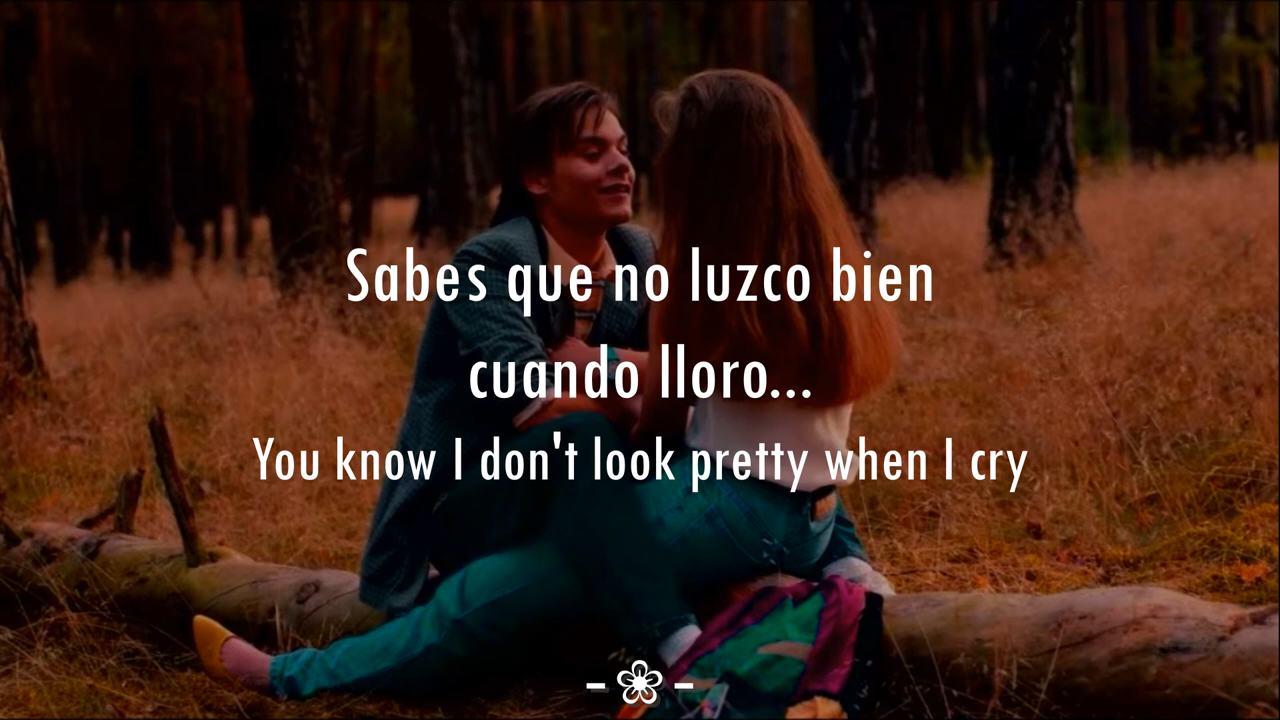 Sabes que no luzco bien
cuando lloro...
You know I don't look pretty when I cry